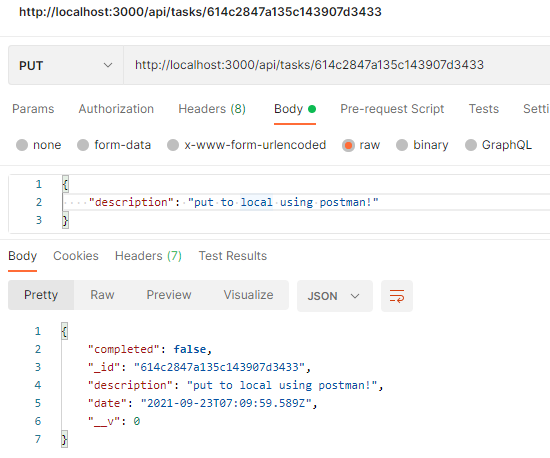 http://localhost:3000/api/tasks/614c2847a135c143907d3433
PUT http://localhost:3000/api/tasks/614c2847a135c143907d3433
Params Authorization Headers (8) Body Pre-request Script Tests Setti
none form-data x-www-form-urlencoded raw binary GraphQL
1 {
2 "description": "put to local using postman!"
3 }
Body Cookies Headers (7) Test Results
Pretty Raw Preview Visualize JSON
1 {
2 "completed": false,
3 "_id": "614c2847a135c143907d3433",
4 "description": "put to local using postman!",
5 "date": "2021-09-23T07:09:59.589Z",
6 "__v": 0
7 }